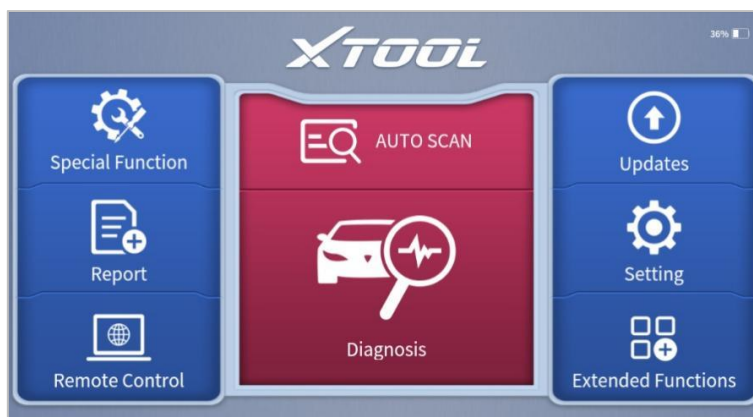 XTOOL
36%
Special Function
AUTO SCAN
Updates
Report
Diagnosis
Setting
Remote Control
Extended Functions